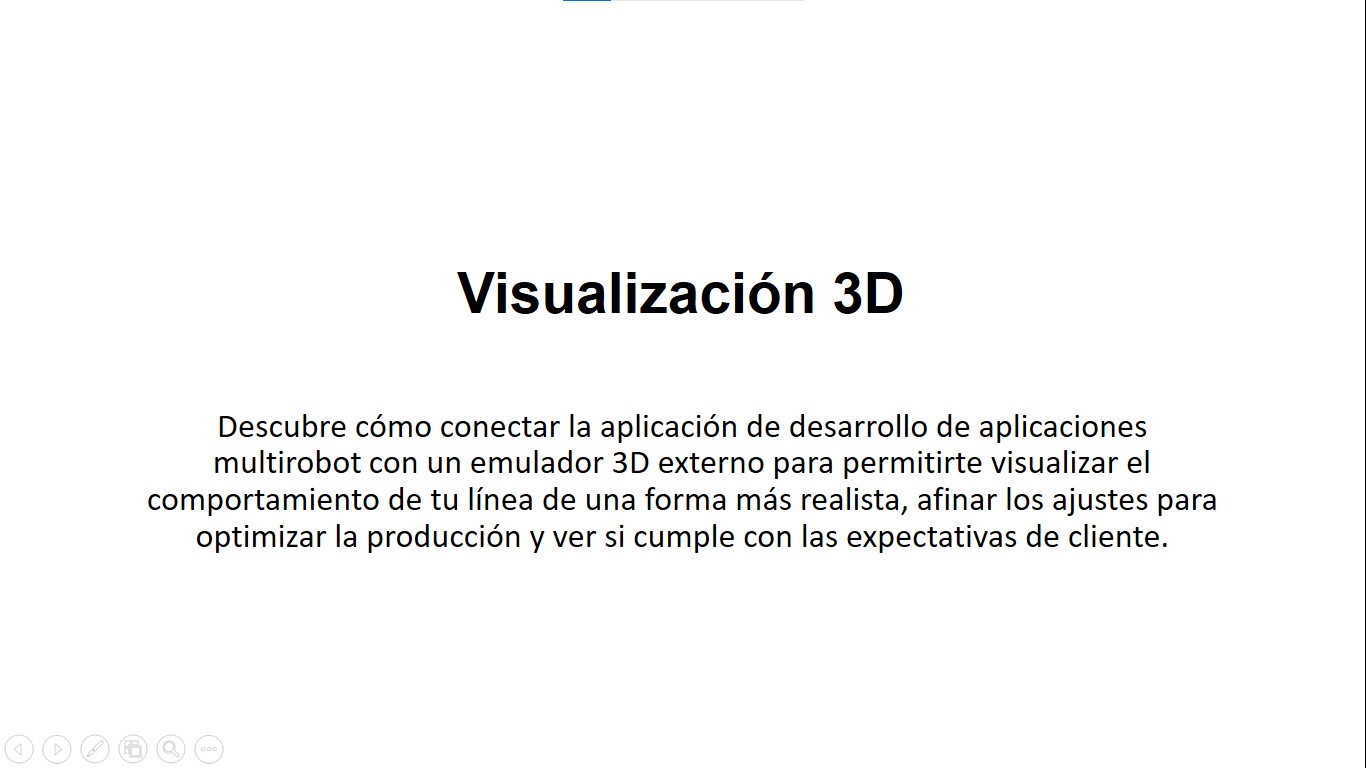 Visualización 3D
Descubre cómo conectar la aplicación de desarrollo de aplicaciones
multirobot con un emulador 3D externo para permitirte visualizar el
comportamiento de tu línea de una forma más realista, afinar los ajustes para
optimizar la producción y ver si cumple con las expectativas de cliente.